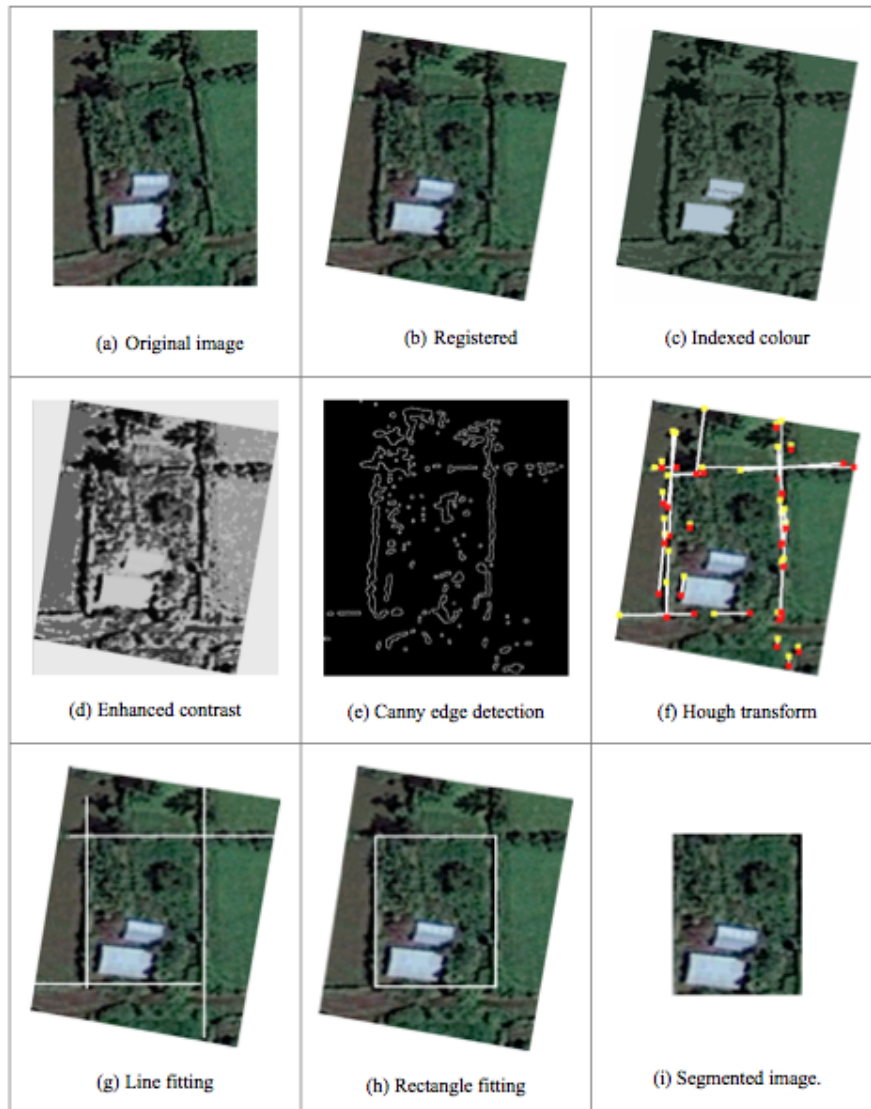 (a) Original image
(b) Registered
(c) Indexed colour
(d) Enhanced contrast
(e) Canny edge detection
(f) Hough transform
(g) Line fitting
(h) Rectangle fitting
(i) Segmented image.